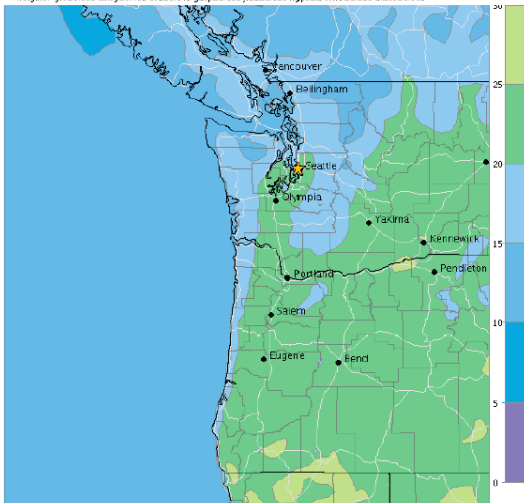 30
Vancouver
Bellingham
25
20
Seattle
Olympia
Yakima
Kennewick
15
Portland
Pendleton
10
Salem
Eugene
Bend
5
0